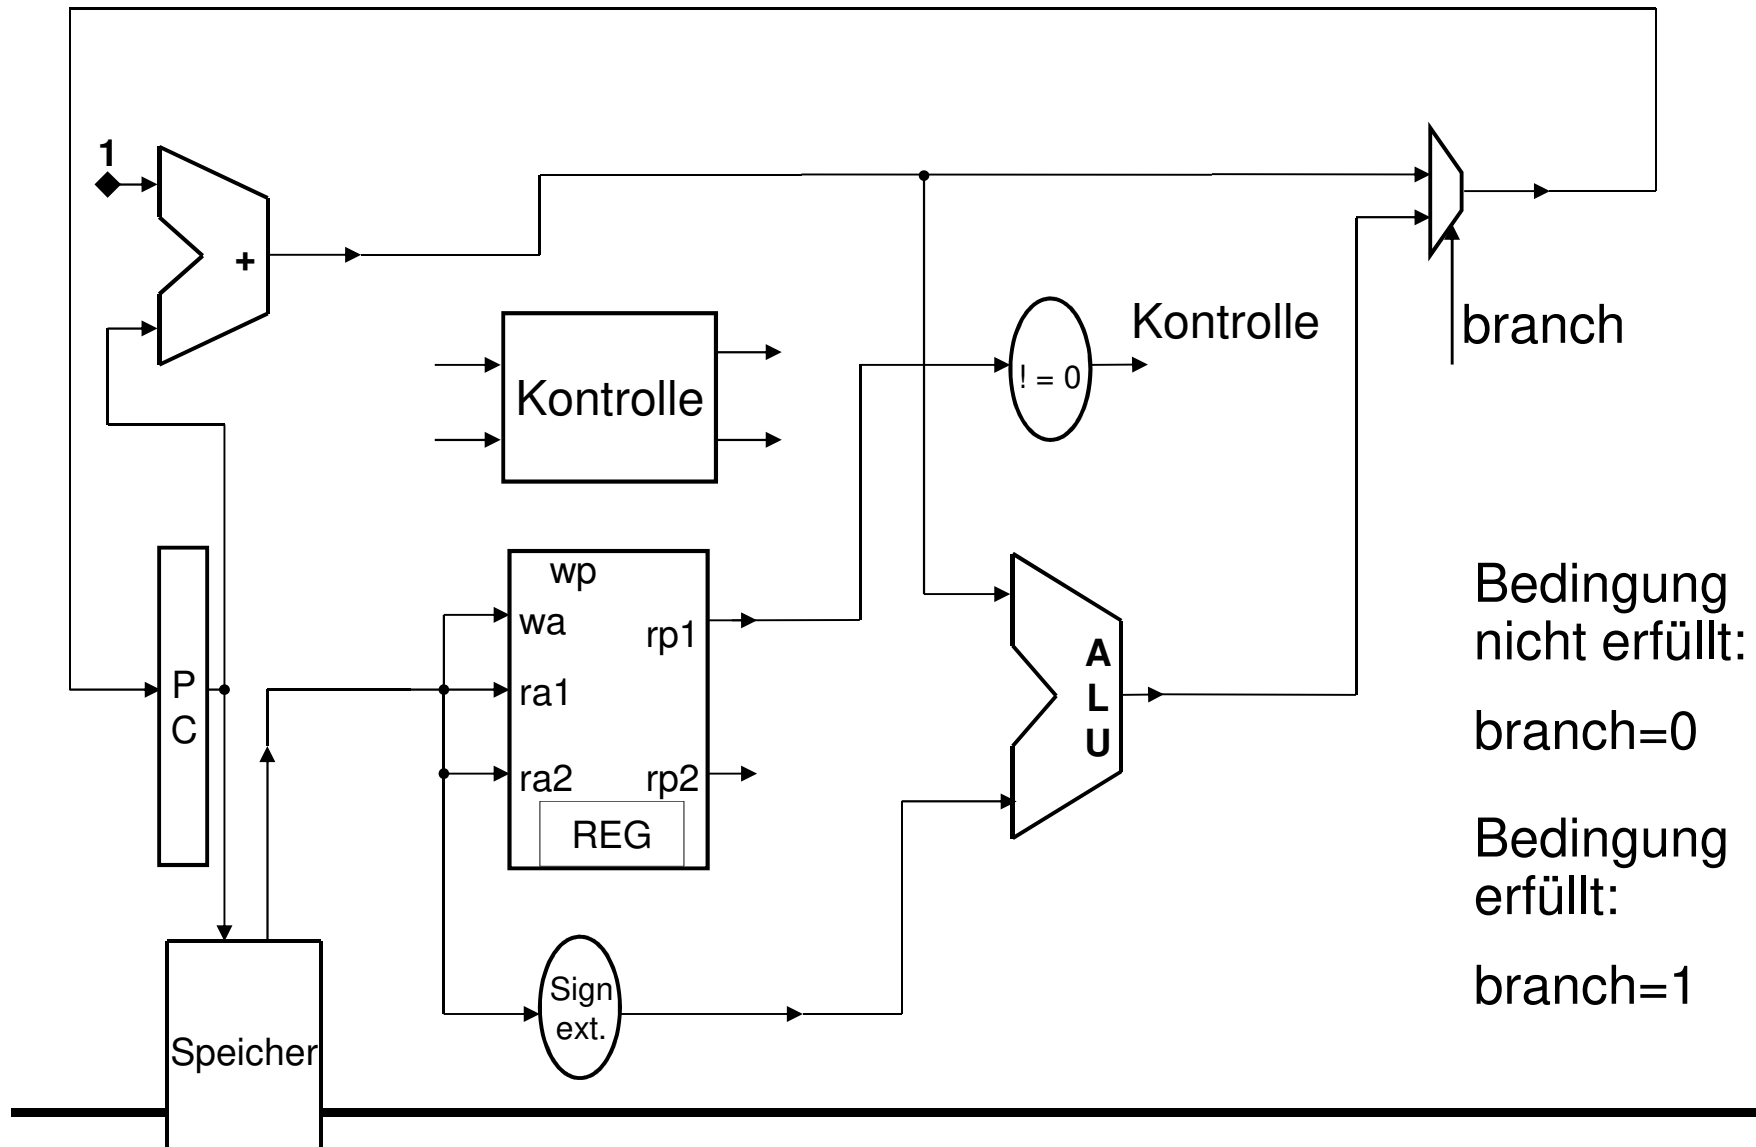 1
+
Kontrolle
! = 0
Kontrolle
branch
P
C
wp
wa
ra1
ra2
rp1
rp2
REG
A
L
U
Bedingung
nicht erfüllt:
branch=0
Bedingung
erfüllt:
branch=1
Sign
ext.
Speicher